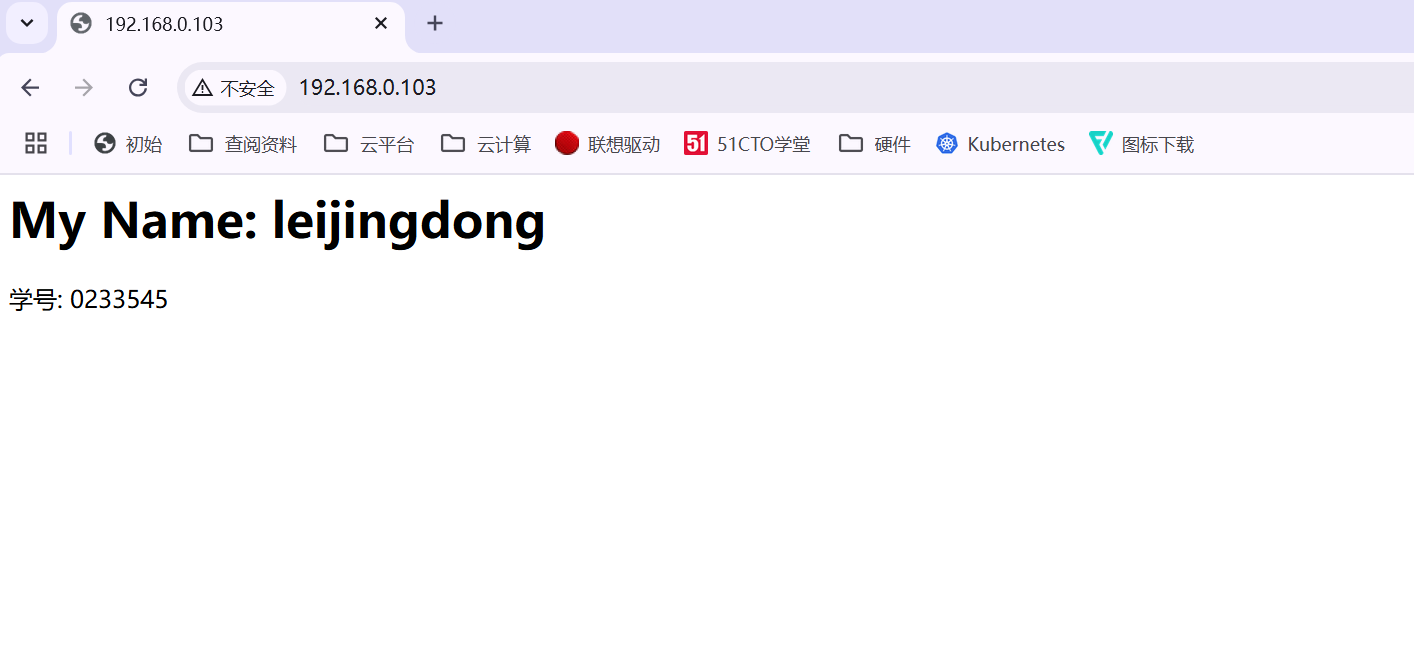 192.168.0.103
不安全 192.168.0.103
初始 查阅资料 云平台 云计算 联想驱动 51 51CTO学堂 硬件 Kubernetes 图标下载
My Name: leijingdong
学号: 0233545